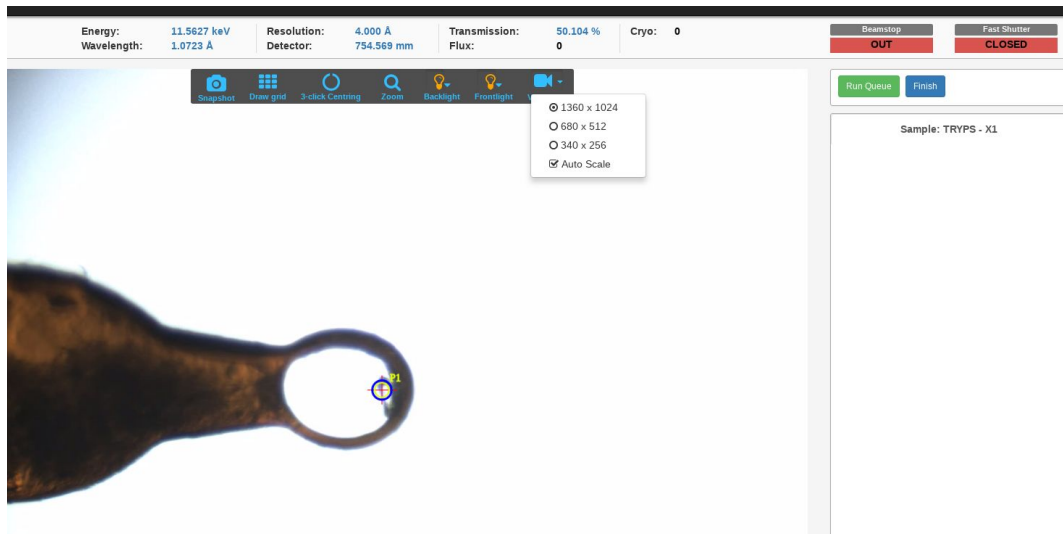 Energy: 11.5627 keV Resolution: 4.000 Å Transmission: 50.104 % Cryo: 0
Wavelength: 1.0723 Å Detector: 754.569 mm Flux: 0
Beamstop Fast Shutter
OUT CLOSED
Snapshot Draw grid 3-click Centring Zoom Backlight Frontlight
Run Queue Finish
1360 x 1024
680 x 512
340 x 256
Auto Scale
Sample: TRYPS - X1
P1